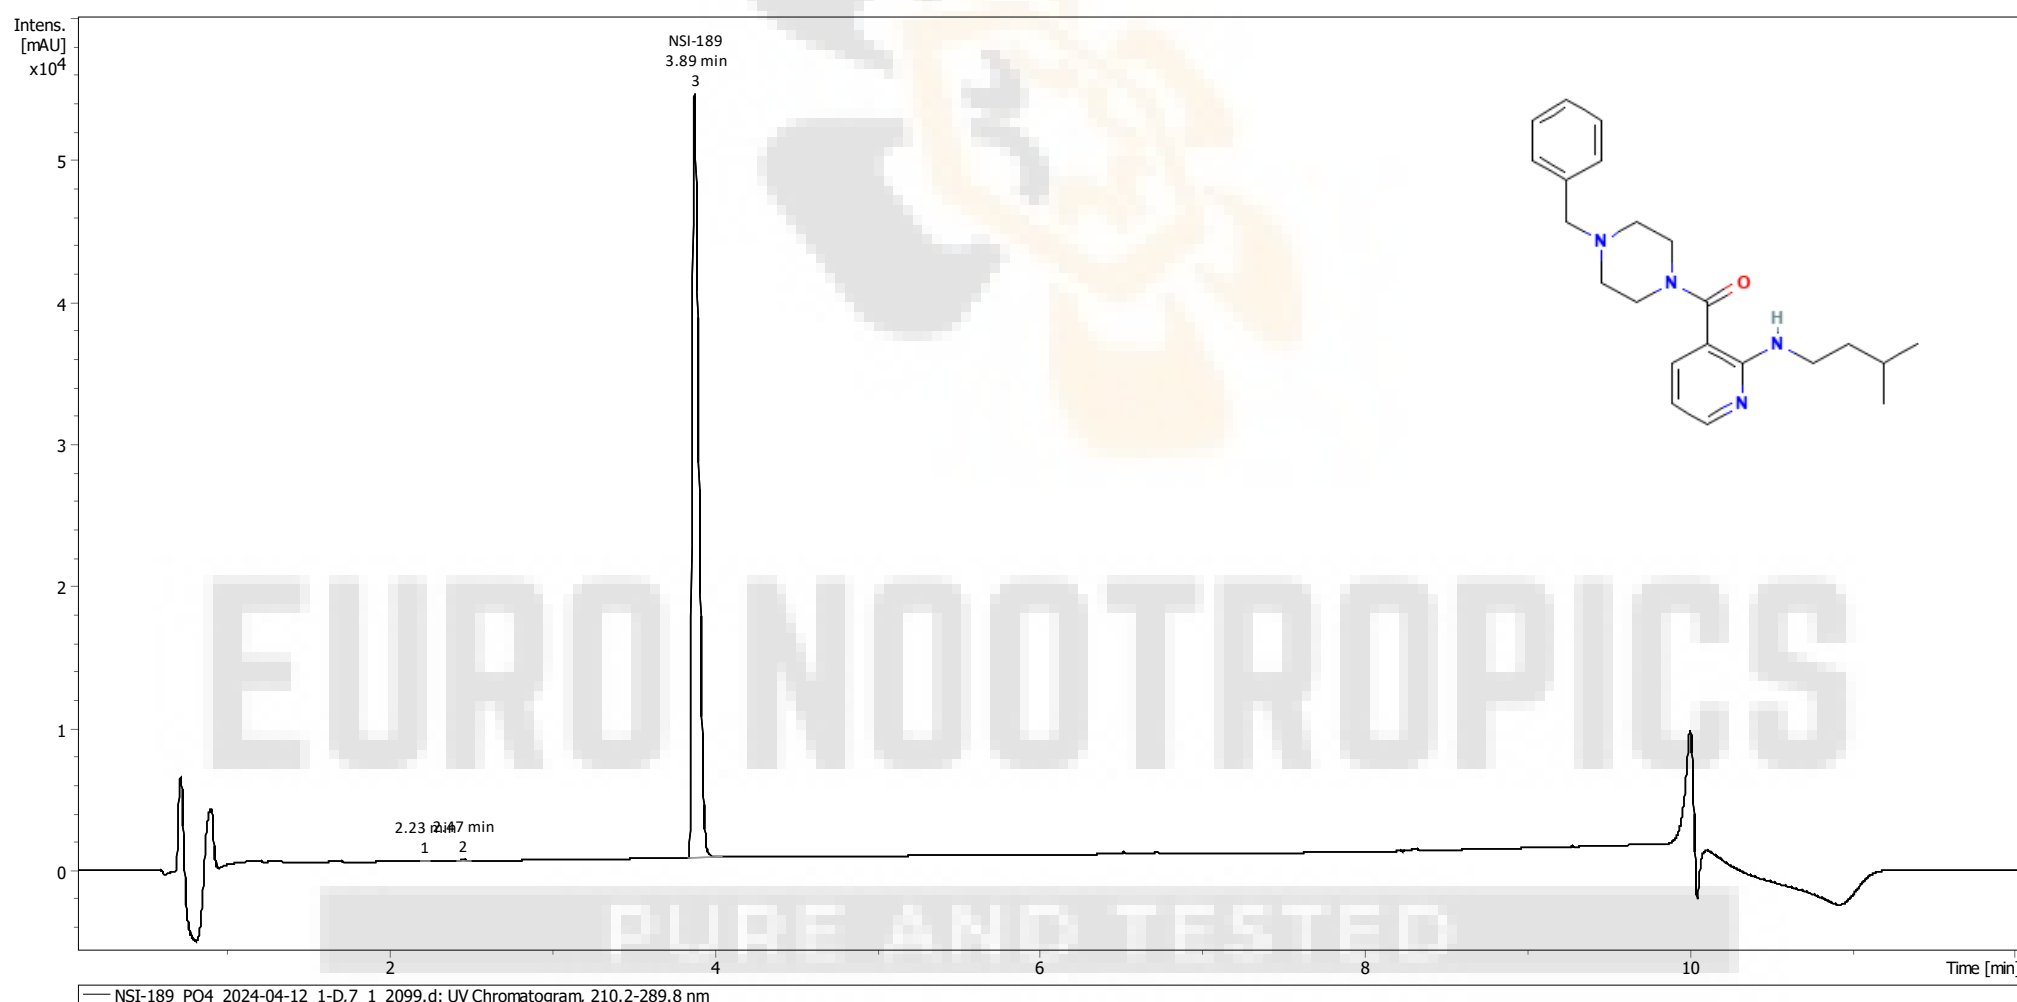 Intens.
[mAU]
x10⁴
NSI-189
3.89 min
3
5
4
3
2
1
0
2.23 min
2.47 min
1
2
N
N
O
H
N
N
EURO NOOTROPICS
PURE AND TESTED
2
4
6
8
10
Time [min]
NSI-189_PO4_2024-04-12_1-D,7_1_2099.d: UV Chromatogram, 210.2-289.8 nm